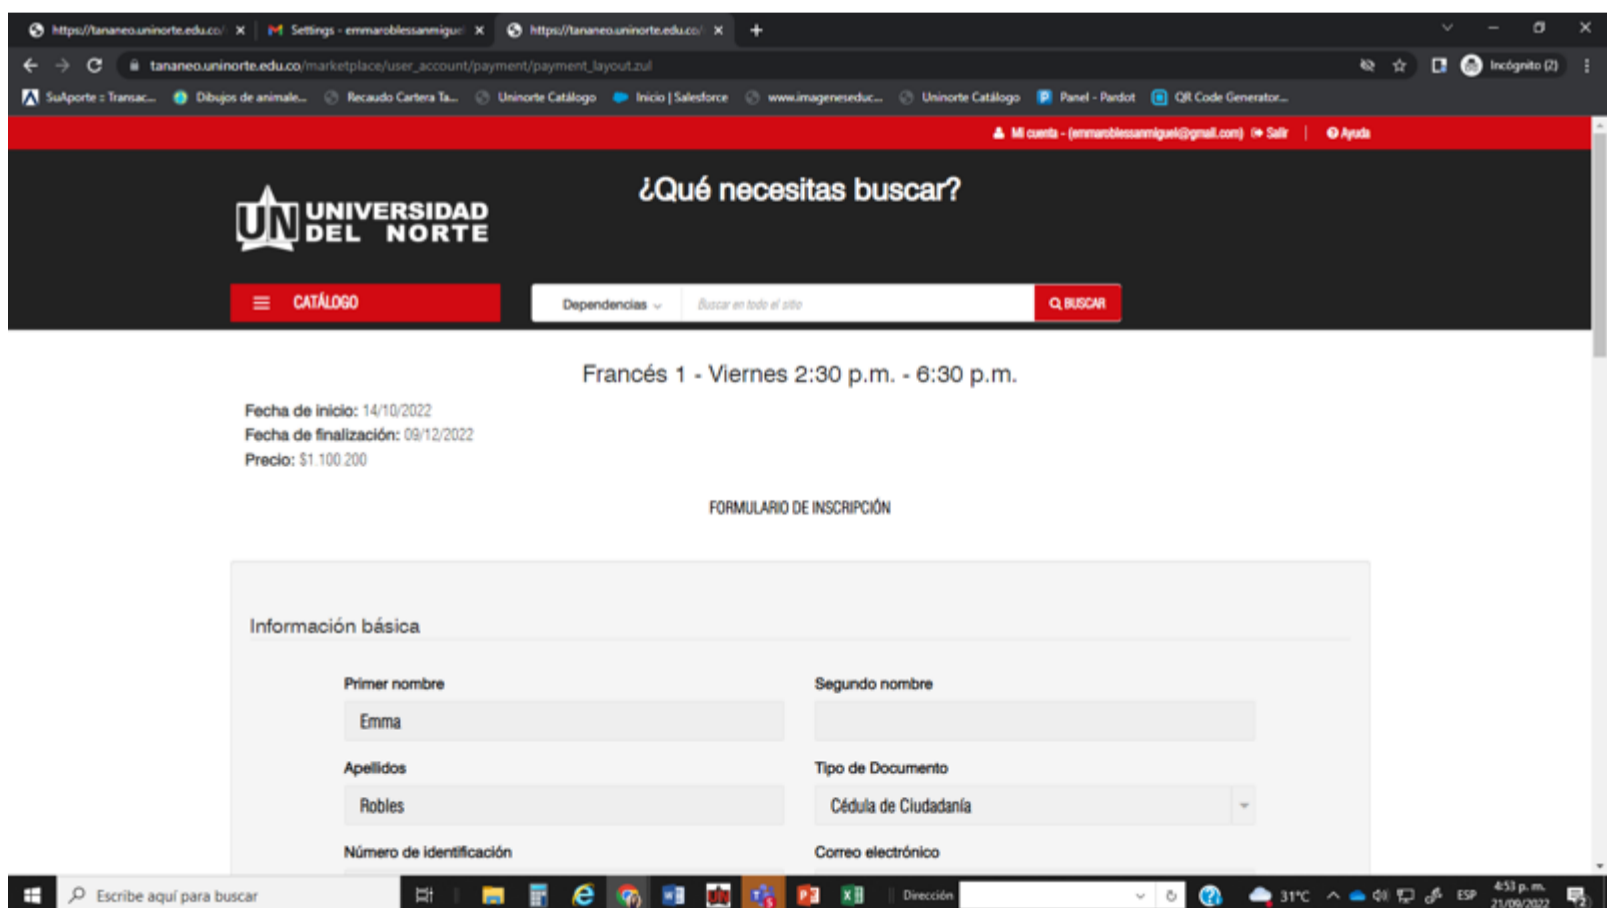 https://tananeo.uninorte.edu.co/ Settings - emmaroblessanmigue https://tananeo.uninorte.edu.co/
tananeo.uninorte.edu.co/marketplace/user_account/payment/payment_layout.zul Incógnito (2)
SuAporte :: Transac... Dibujos de animale... Recaudo Cartera Ta... Uninorte Catálogo Inicio | Salesforce www.imageneseduc... Uninorte Catálogo Panel - Pardot QR Code Generator...
Mi cuenta - (emmaroblessanmiguel@gmail.com) Salir | Ayuda
¿Qué necesitas buscar?
UN UNIVERSIDAD
DEL NORTE
CATÁLOGO Dependencias Buscar en todo el sitio BUSCAR
Francés 1 - Viernes 2:30 p.m. - 6:30 p.m.
Fecha de inicio: 14/10/2022
Fecha de finalización: 09/12/2022
Precio: $1.100.200
FORMULARIO DE INSCRIPCIÓN
Información básica
Primer nombre Segundo nombre
Emma
Apellidos Tipo de Documento
Robles Cédula de Ciudadanía
Número de identificación Correo electrónico
Escribe aquí para buscar Dirección 31°C ESP 4:53 p. m.
21/09/2022